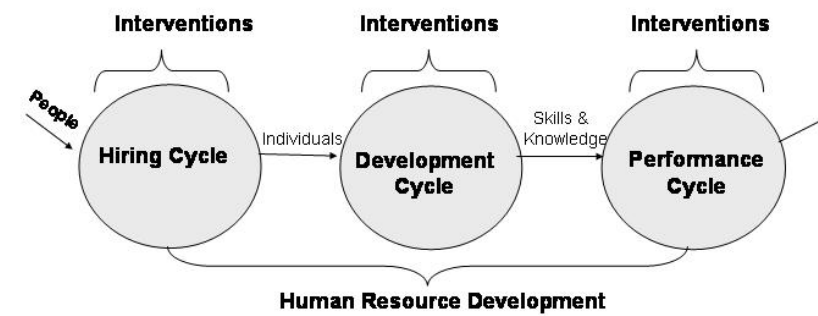 Interventions
Interventions
Interventions
People
Hiring Cycle
Individuals
Development
Cycle
Skills &
Knowledge
Performance
Cycle
Human Resource Development